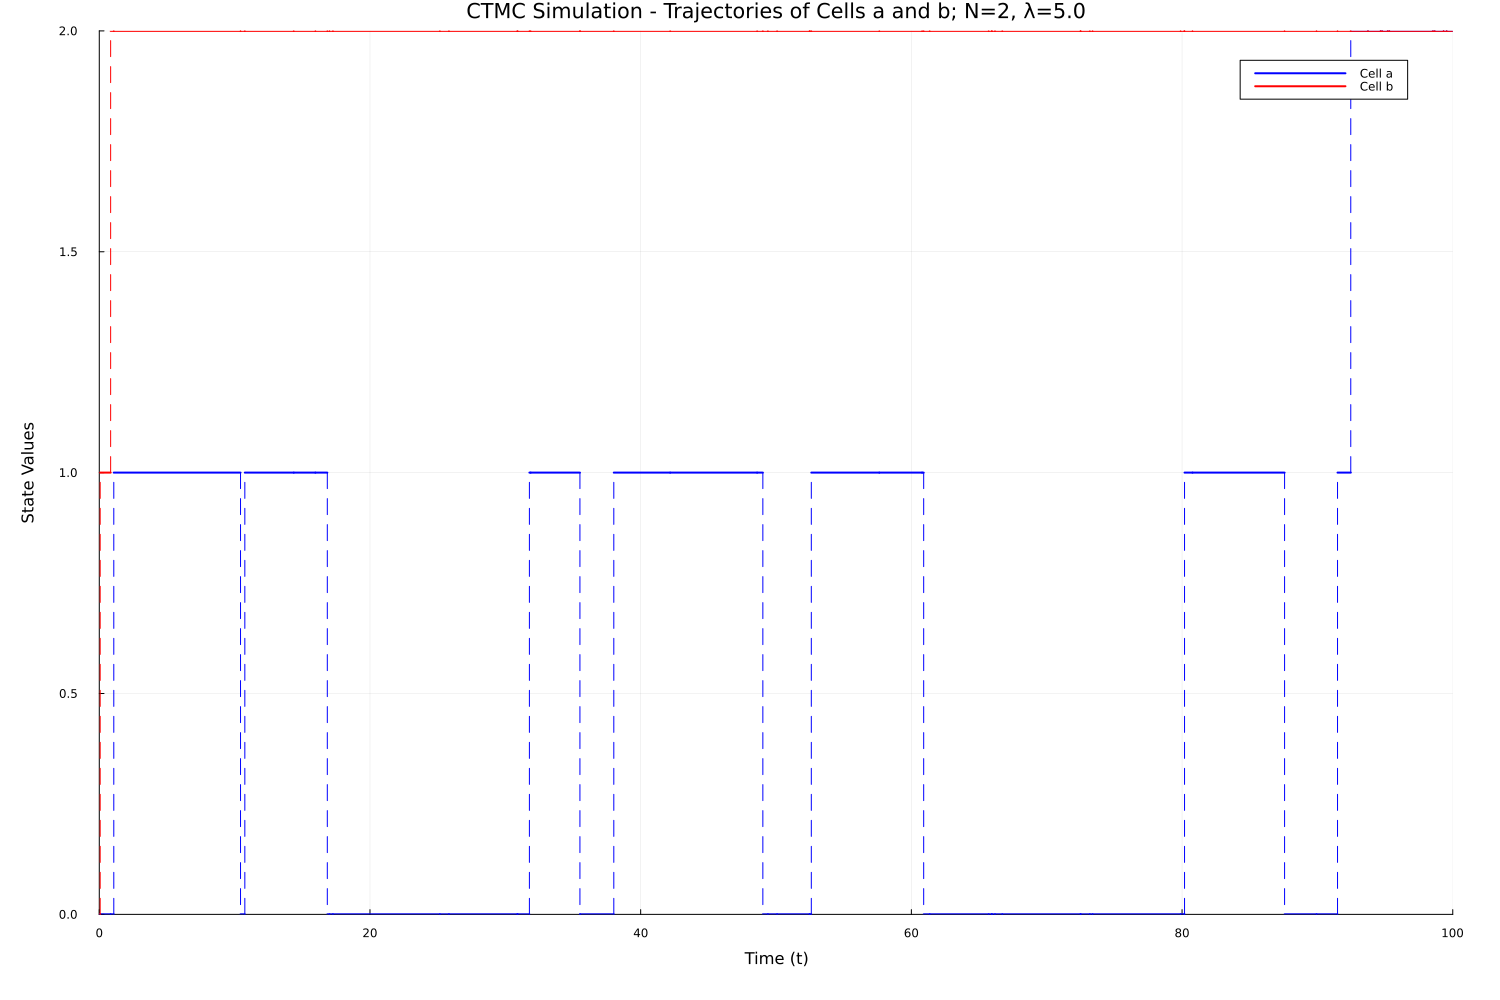 CTMC Simulation - Trajectories of Cells a and b; N=2, λ=5.0
2.0
Cell a
Cell b
1.5
1.0
State Values
0.5
0.0
0 20 40 60 80 100
Time (t)